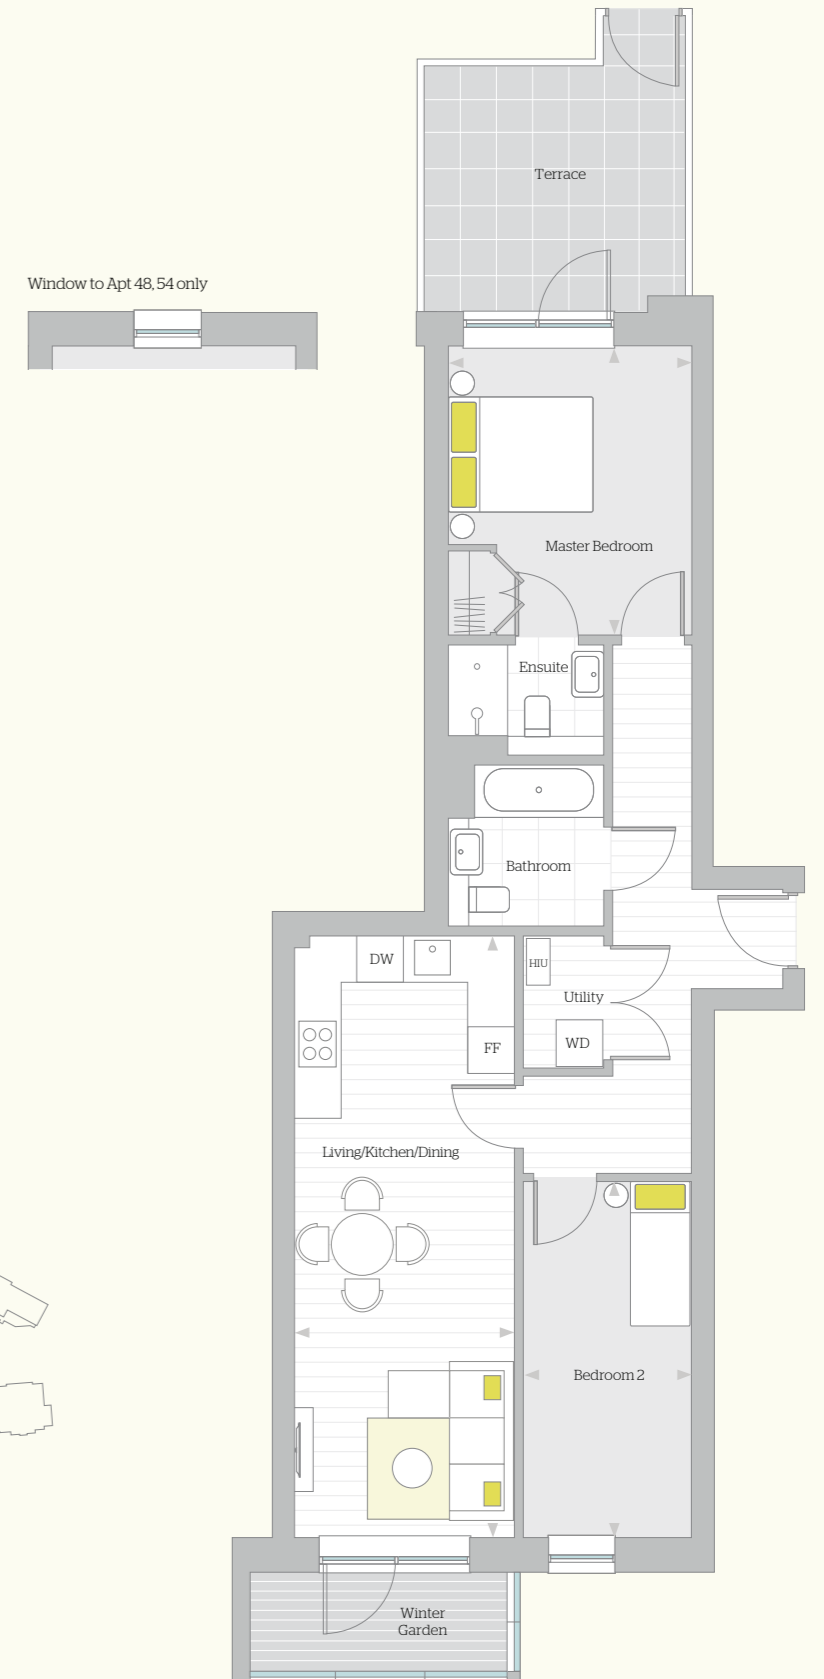 Terrace
Window to Apt 48, 54 only
Master Bedroom
Ensuite
Bathroom
DW
HIU
Utility
WD
FF
Living/Kitchen/Dining
Bedroom 2
Winter
Garden